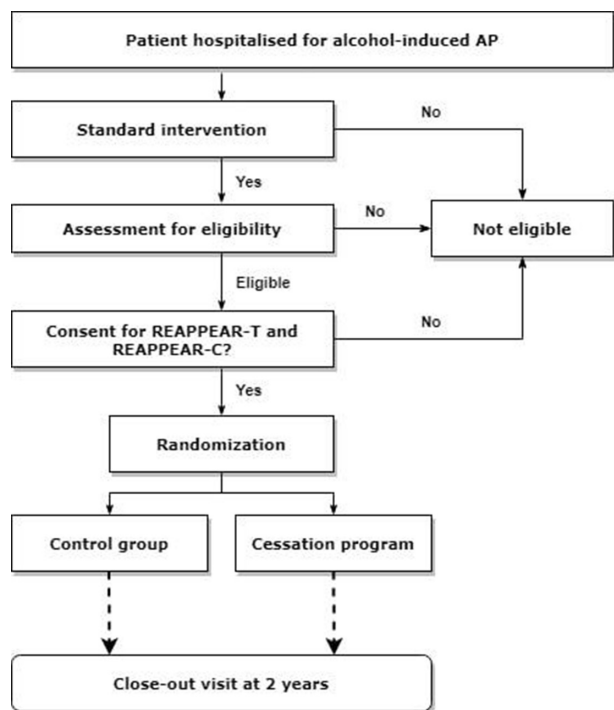 Patient hospitalised for alcohol-induced AP
Standard intervention
No
Yes
Assessment for eligibility
No
Not eligible
Eligible
Consent for REAPPEAR-T and
REAPPEAR-C?
No
Yes
Randomization
Control group
Cessation program
Close-out visit at 2 years